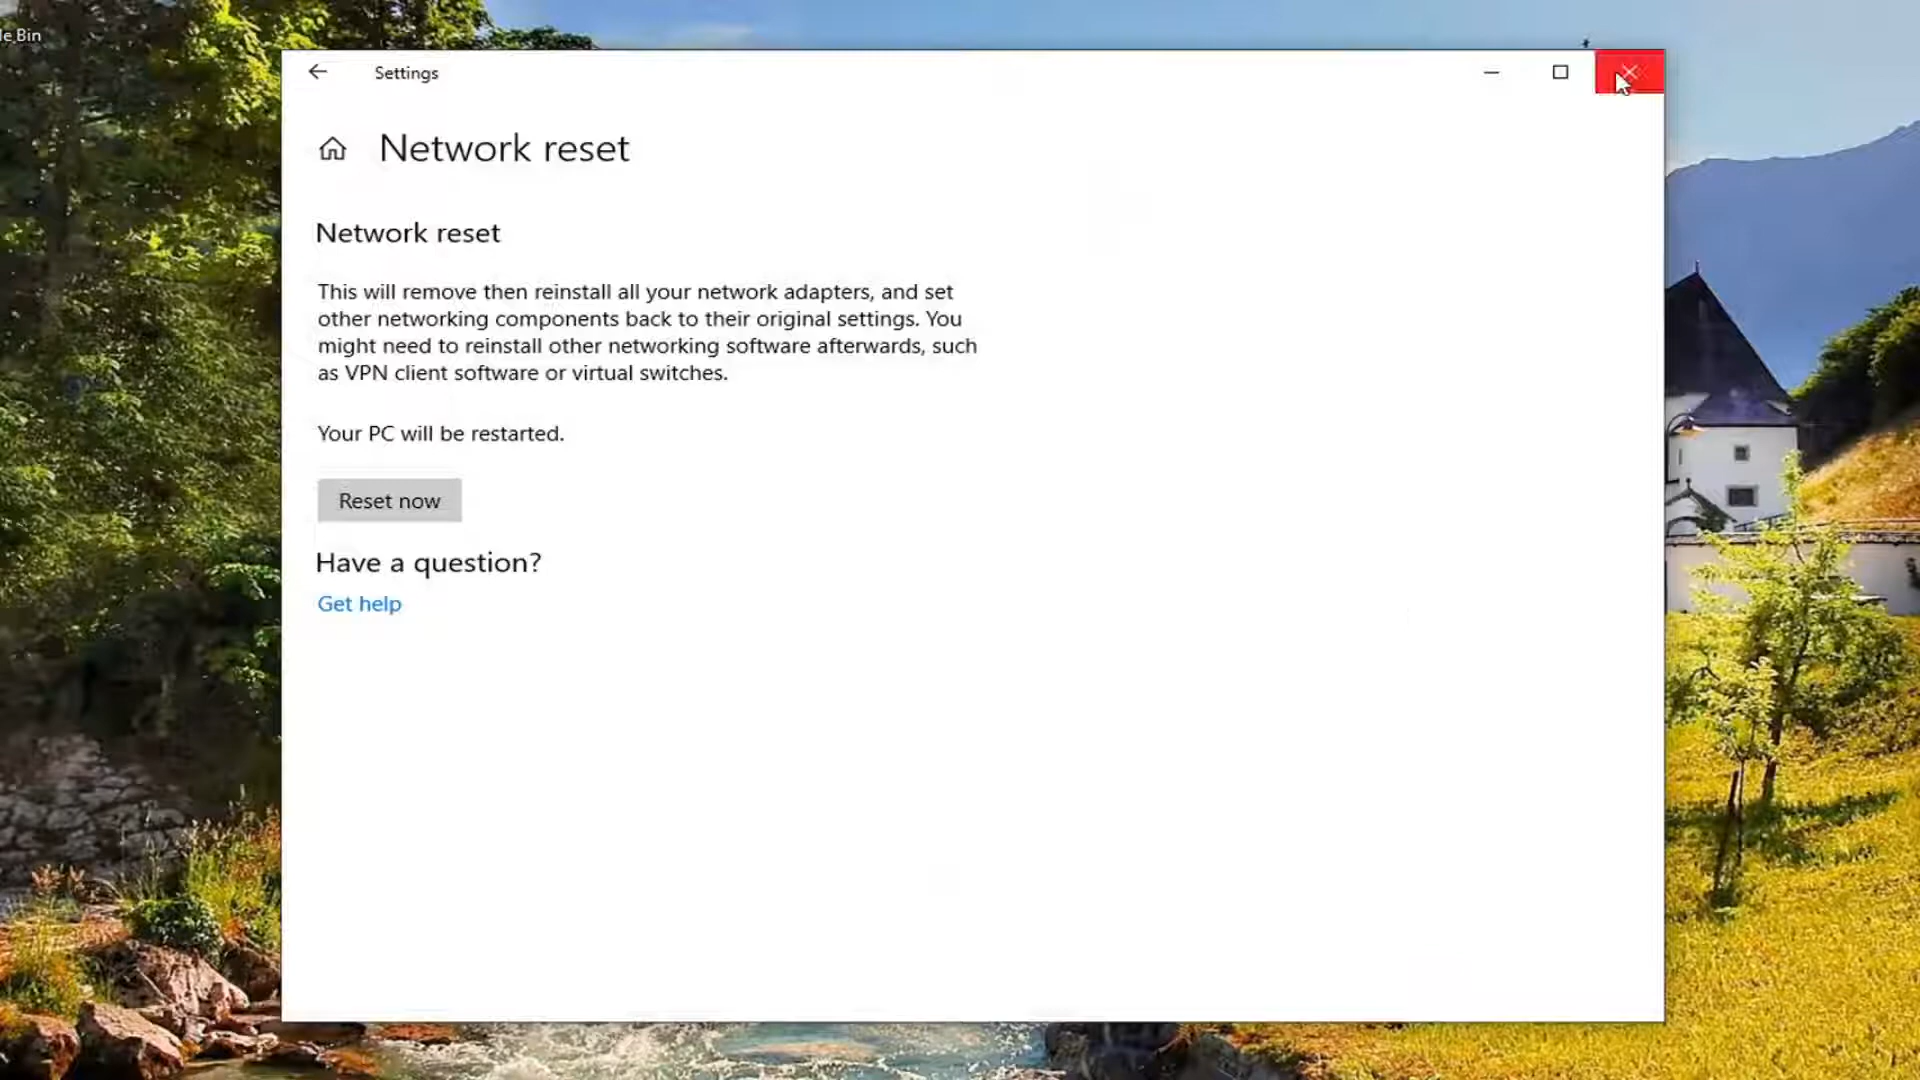 le Bin
Settings
Network reset
Network reset
This will remove then reinstall all your network adapters, and set
other networking components back to their original settings. You
might need to reinstall other networking software afterwards, such
as VPN client software or virtual switches.
Your PC will be restarted.
Reset now
Have a question?
Get help